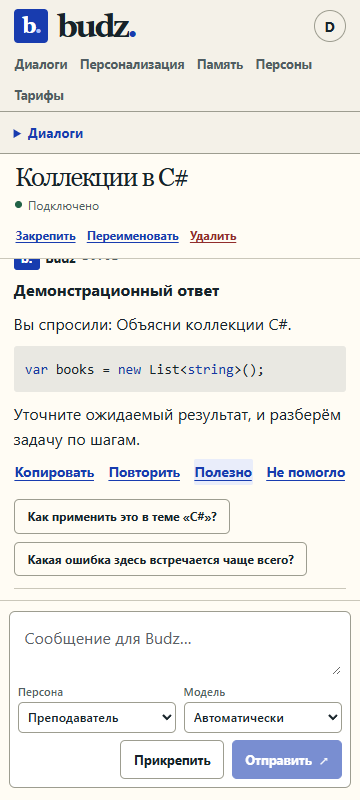 b. budz.
D
Диалоги Персонализация Память Персоны
Тарифы
▶ Диалоги
Коллекции в C#
Подключено
Закрепить Переименовать Удалить
Демонстрационный ответ
Вы спросили: Объясни коллекции C#.
var books = new List<string>();
Уточните ожидаемый результат, и разберём
задачу по шагам.
Копировать Повторить Полезно Не помогло
Как применить это в теме «C#»?
Какая ошибка здесь встречается чаще всего?
Сообщение для Budz...
Персона Модель
Преподаватель Автоматически
Прикрепить Отправить ↗